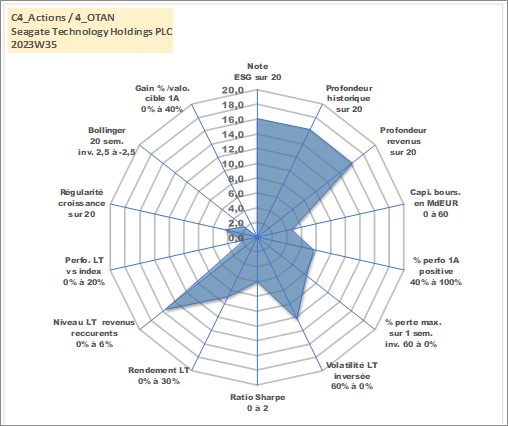 C4_Actions / 4_OTAN
Seagate Technology Holdings PLC
2023W35
Note
ESG sur 20
Profondeur
historique
sur 20
Profondeur
revenus
sur 20
Capi. bours.
en MdEUR
0 à 60
% perfo 1A
positive
40% à 100%
% perte max.
sur 1 sem.
inv. 60 à 0%
Volatilité LT
inversée
60% à 0%
Ratio Sharpe
0 à 2
Rendement LT
0% à 30%
Niveau LT revenus
reccurents
0% à 6%
Perfo. LT
vs index
0% à 20%
Régularité
croissance
sur 20
Bollinger
20 sem.
inv. 2,5 à -2,5
Gain % /valo.
cible 1A
0% à 40%
20,0
18,0
16,0
14,0
12,0
10,0
8,0
6,0
4,0
2,0
0,0